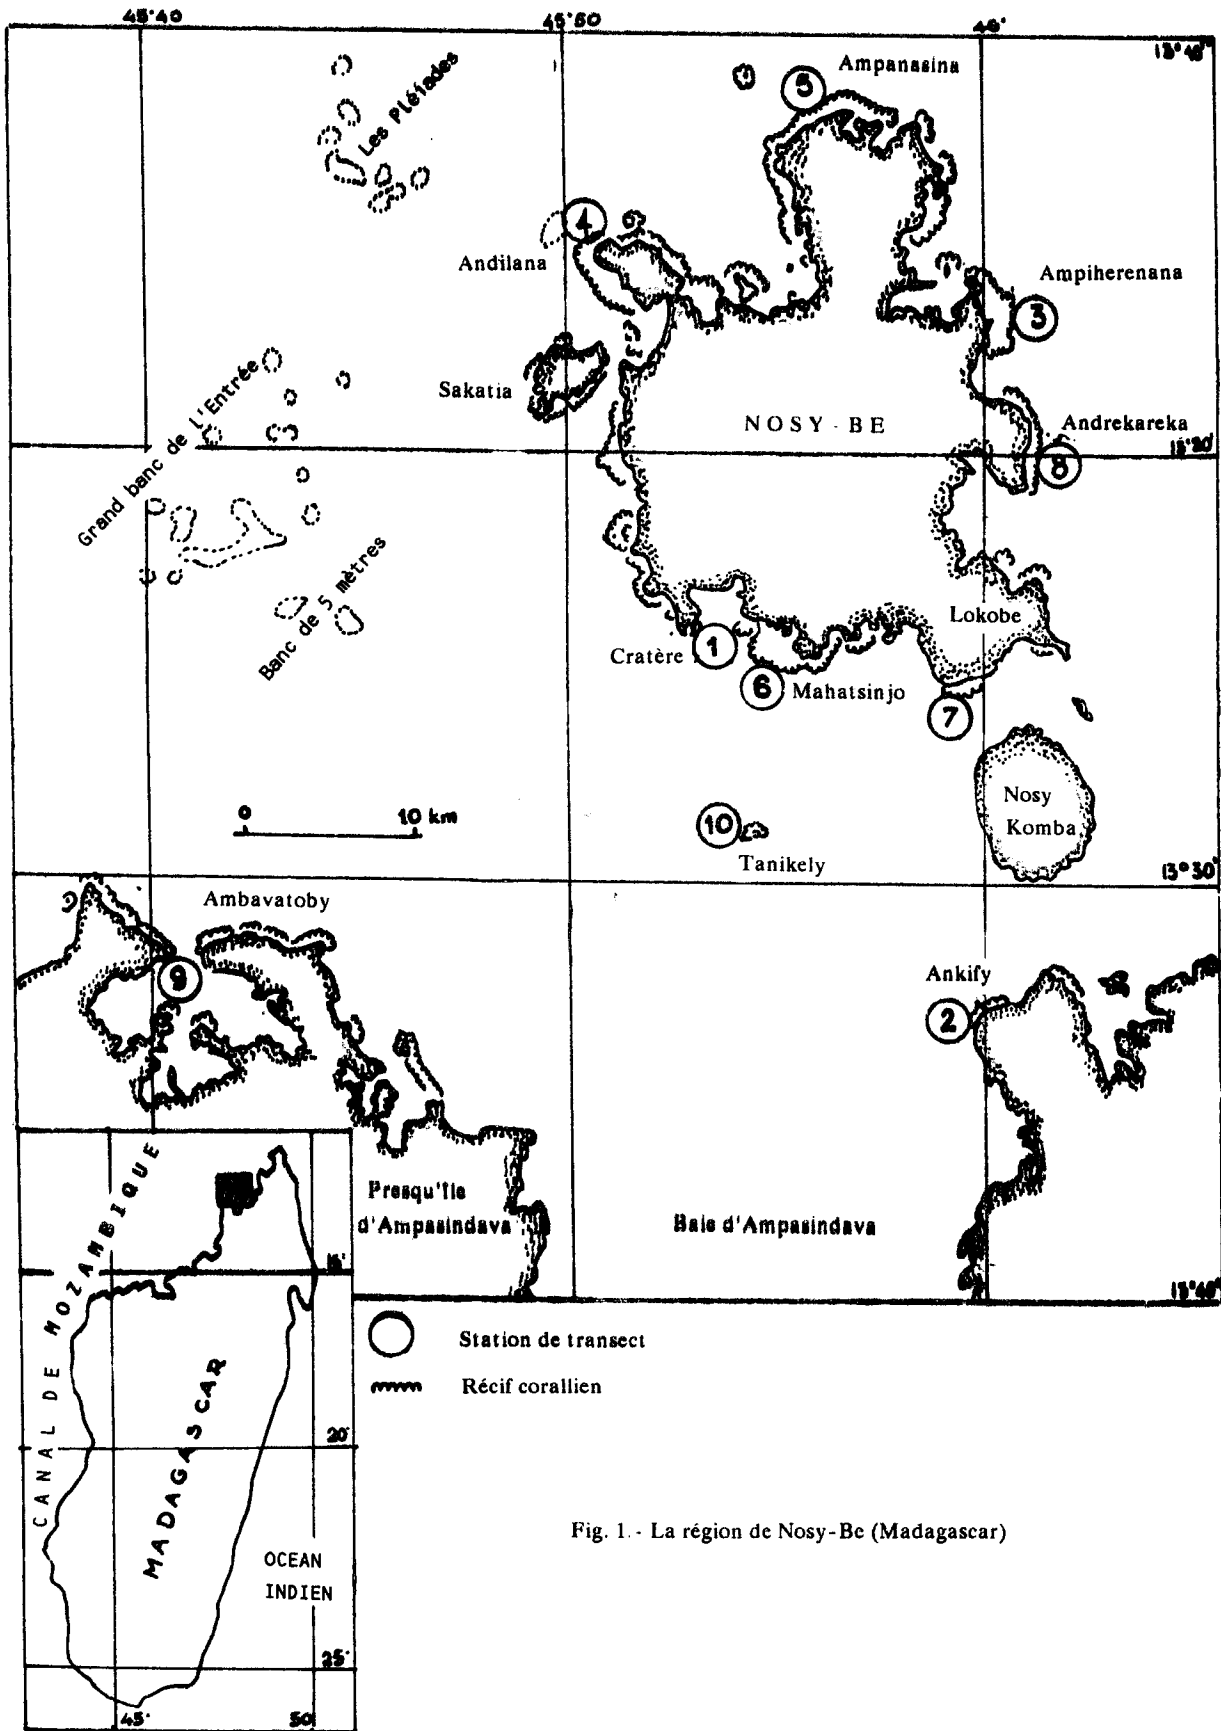 45°40
45°50
48°
13°10'
Ampanasina
5
Les Pléiades
4
Andilana
Ampiherenana
3
Sakatia
NOSY-BE
Andrekareka
13°20'
8
Grand banc de l'Entrée
Banc de 5 mètres
Lokobe
Cratère
1
6
Mahatsinjo
7
Nosy
Komba
0
10 km
10
Tanikely
13°30'
Ambavatoby
9
Ankify
2
Presqu'île
d'Ampasindava
Baie d'Ampasindava
13°40'
CANAL DE MOZAMBIQUE
15°
MADAGASCAR
20°
OCEAN
INDIEN
25°
45°
50
Station de transect
Récif corallien
Fig. 1.- La région de Nosy-Be (Madagascar)